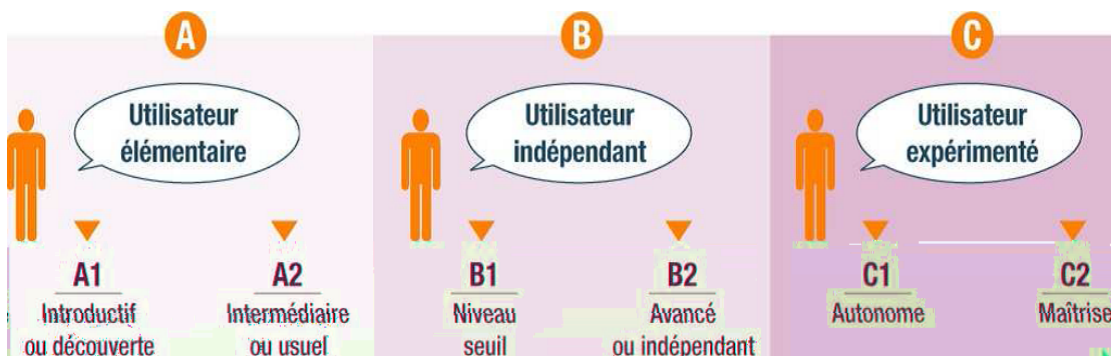 A
B
C
Utilisateur
élémentaire
Utilisateur
indépendant
Utilisateur
expérimenté
A1
Introductif
ou découverte
A2
Intermédiaire
ou usuel
B1
Niveau
seuil
B2
Avancé
ou indépendant
C1
Autonome
C2
Maîtrise